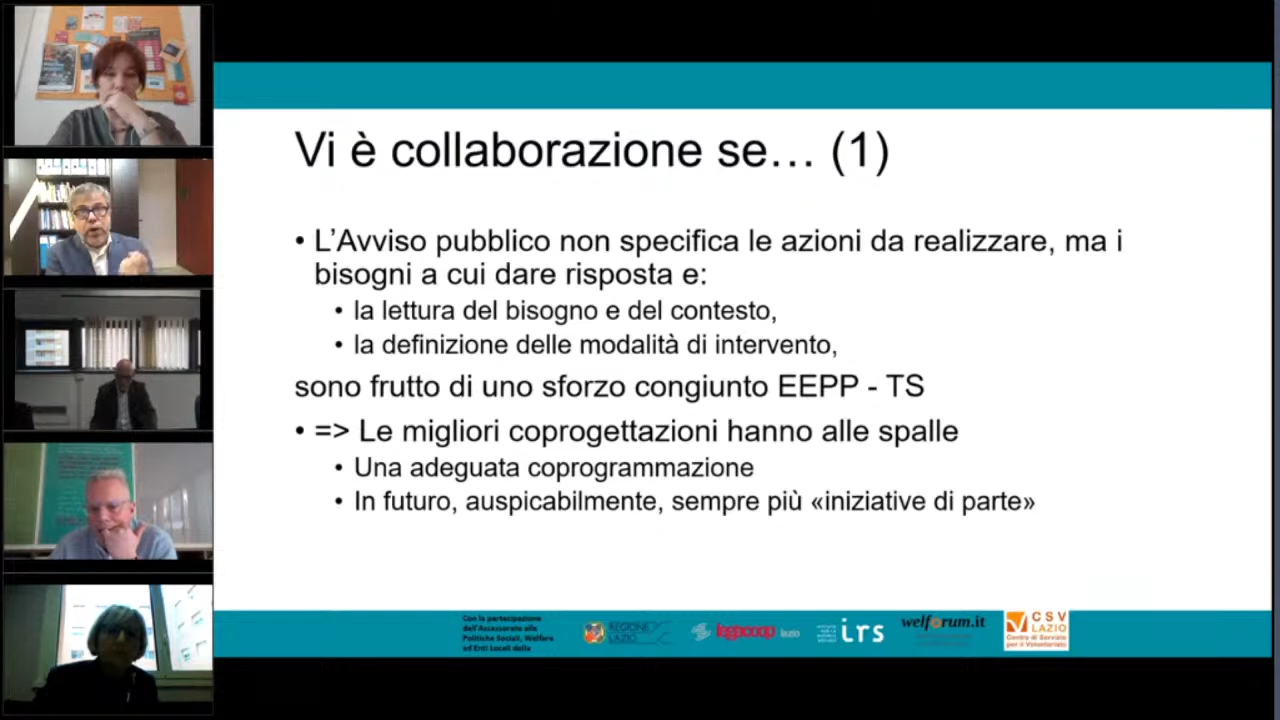 Vi è collaborazione se… (1)
• L’Avviso pubblico non specifica le azioni da realizzare, ma i
bisogni a cui dare risposta e:
• la lettura del bisogno e del contesto,
• la definizione delle modalità di intervento,
sono frutto di uno sforzo congiunto EEPP - TS
• => Le migliori coprogettazioni hanno alle spalle
• Una adeguata coprogrammazione
• In futuro, auspicabilmente, sempre più «iniziative di parte»
Con la partecipazione
dell'Assessorato alle
Politiche Sociali, Welfare
ed Enti Locali della
REGIONE
LAZIO
legacoop lazio
irs
welforum.it
CSV
LAZIO
Centro di Servizio
per il Volontariato